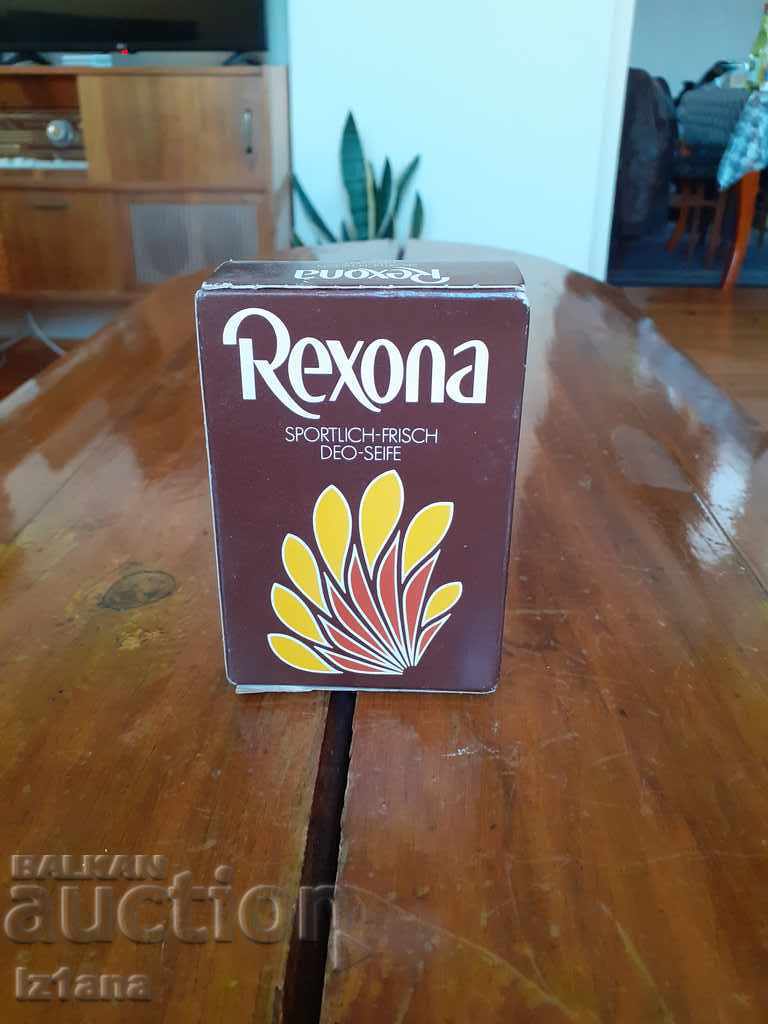 Rexona
Rexona
SPORTLICH-FRISCH
DEO-SEIFE
BALKAN
auction
Iz1ana